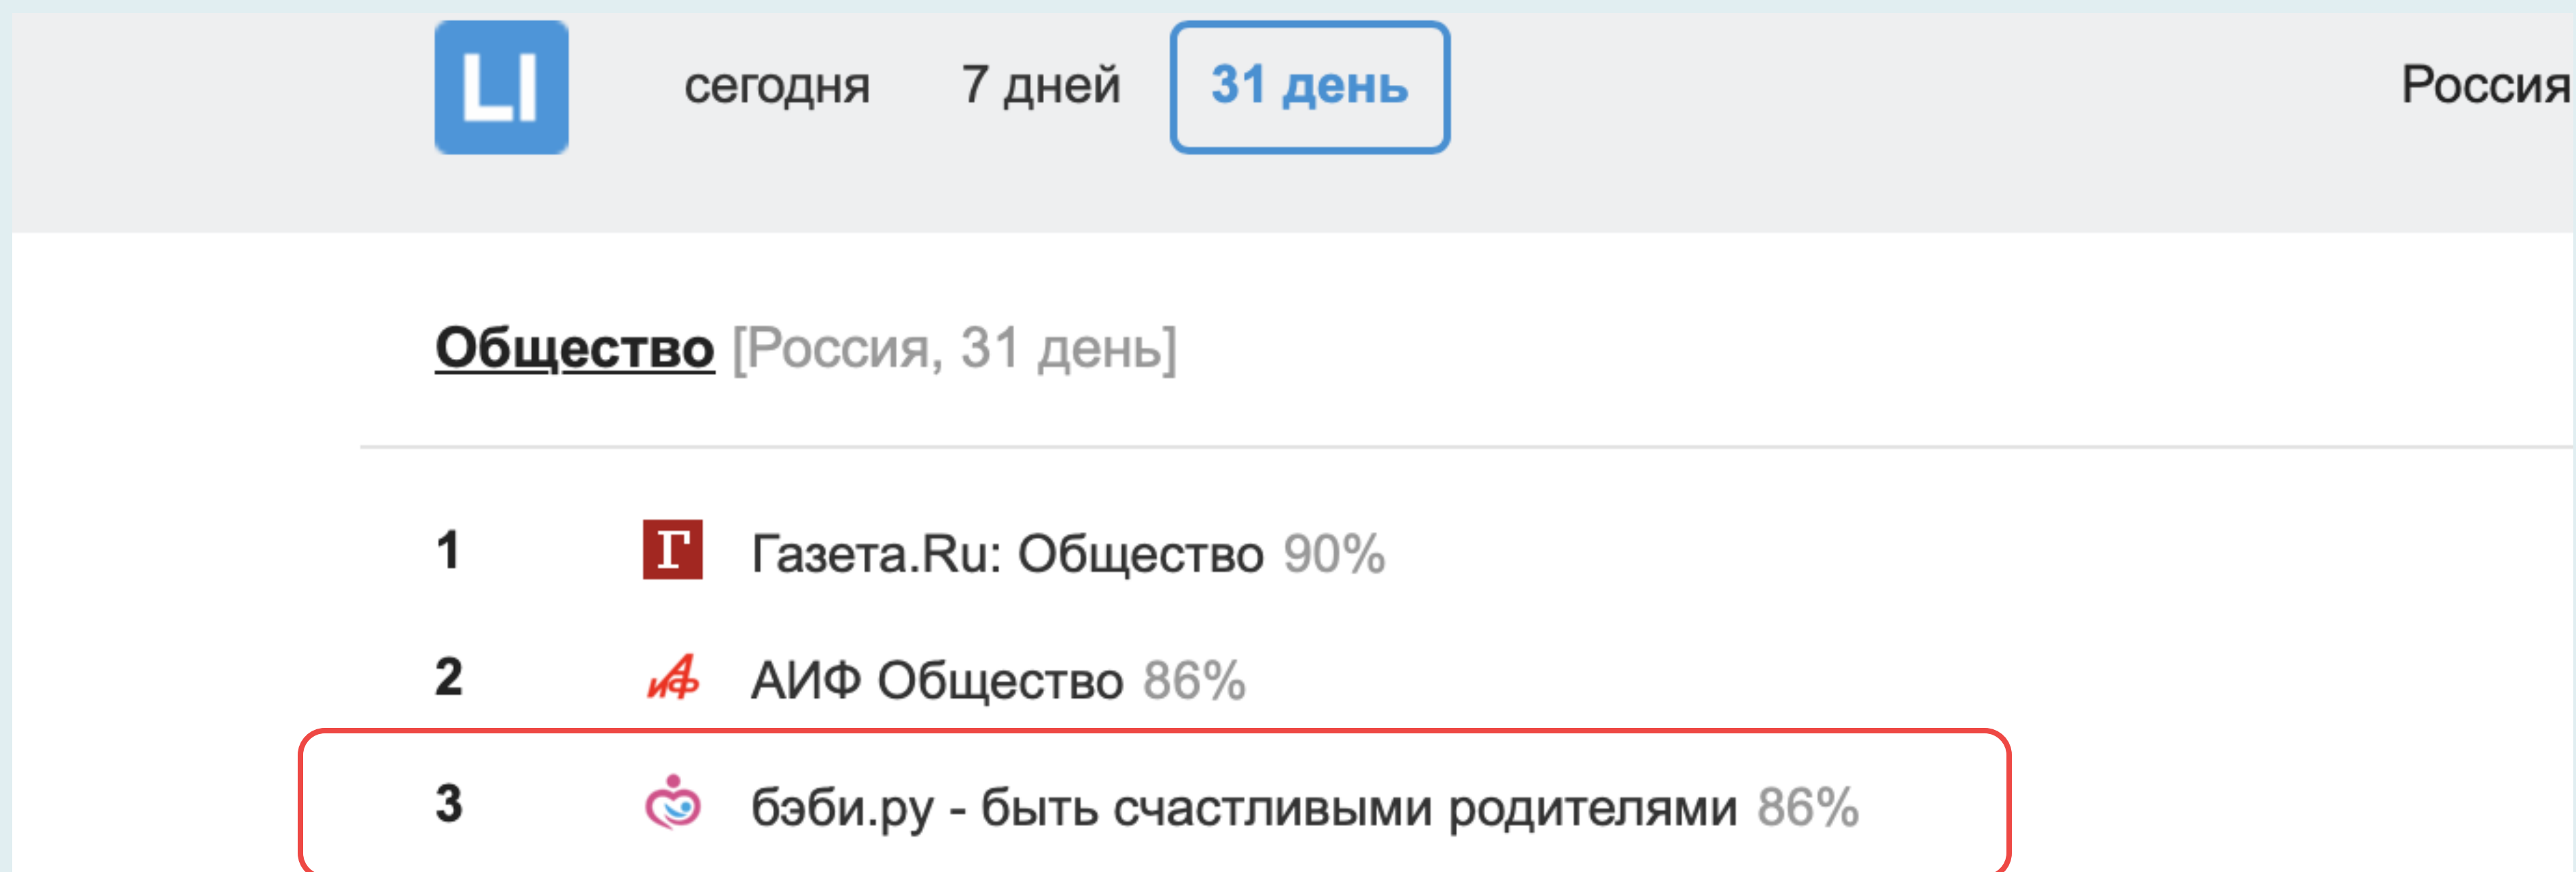 LI сегодня 7 дней 31 день Россия
Общество [Россия, 31 день]
1 Г Газета.Ru: Общество 90%
2 АиФ АИФ Общество 86%
3 бэби.ру - быть счастливыми родителями 86%